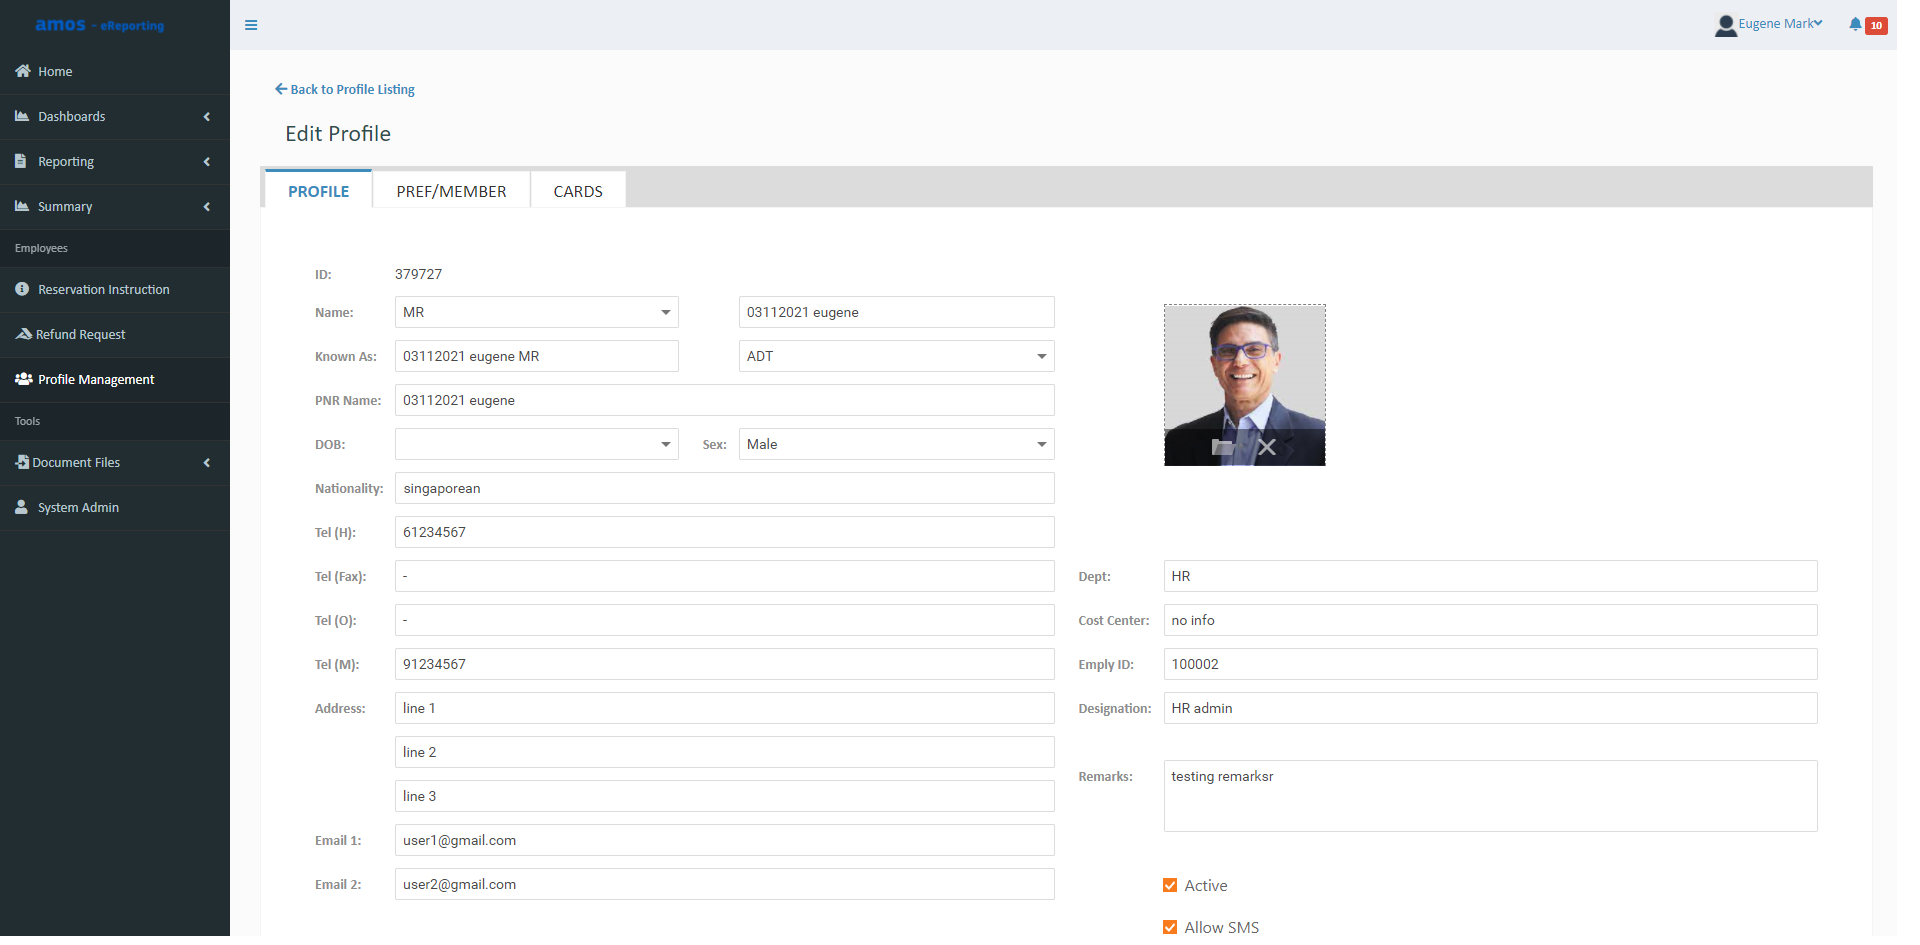 amos - eReporting
Eugene Mark
10
Home
Dashboards
Reporting
Summary
Employees
Reservation Instruction
Refund Request
Profile Management
Tools
Document Files
System Admin
Back to Profile Listing
Edit Profile
PROFILE PREF/MEMBER CARDS
ID: 379727
Name: MR 03112021 eugene
Known As: 03112021 eugene MR ADT
PNR Name: 03112021 eugene
DOB: Sex: Male
Nationality: singaporean
Tel (H): 61234567
Tel (Fax): -
Tel (O): -
Tel (M): 91234567
Address: line 1
line 2
line 3
Email 1: user1@gmail.com
Email 2: user2@gmail.com
Dept: HR
Cost Center: no info
Emply ID: 100002
Designation: HR admin
Remarks: testing remarksr
Active
Allow SMS